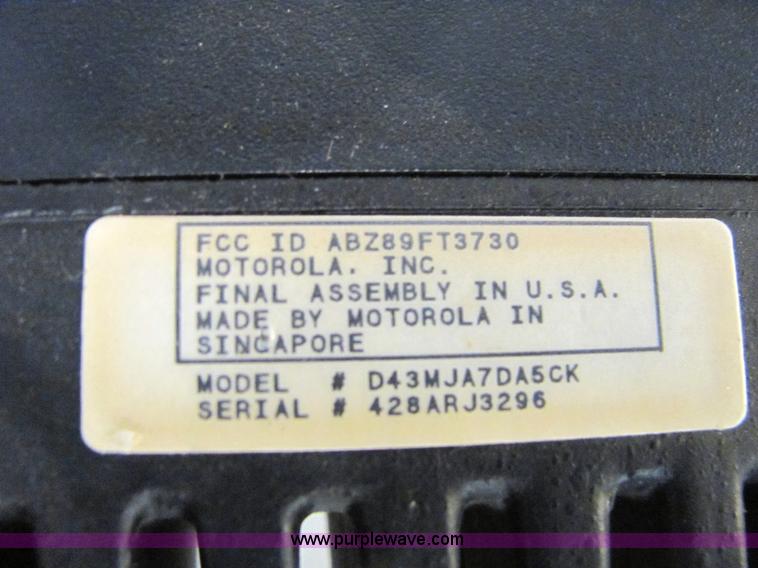 FCC ID ABZ89FT3730
MOTOROLA. INC.
FINAL ASSEMBLY IN U.S.A.
MADE BY MOTOROLA IN
SINGAPORE
MODEL # D43MJA7DA5CK
SERIAL # 428ARJ3296
www.purplewave.com